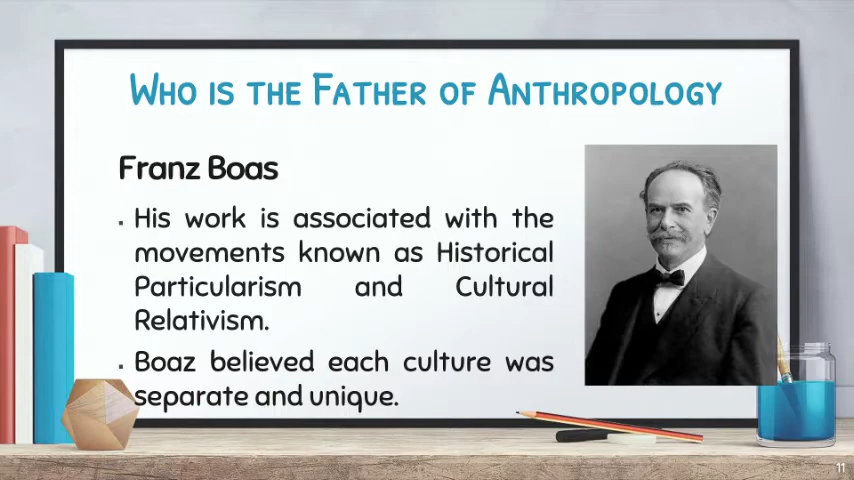 WHO IS THE FATHER OF ANTHROPOLOGY
Franz Boas
▪ His work is associated with the
movements known as Historical
Particularism and Cultural
Relativism.
▪ Boaz believed each culture was
separate and unique.
11